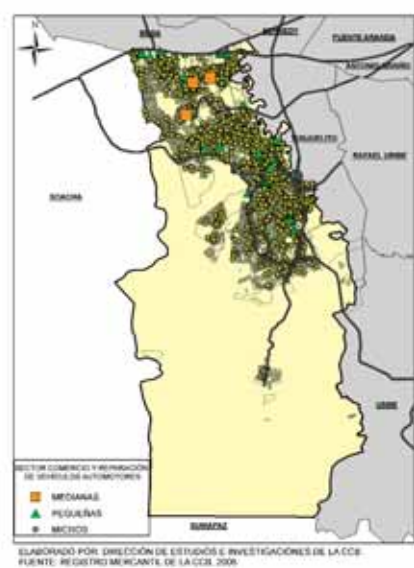 BOSA
KENNEDY
PUENTE ARANDA
ANTONIO NARIÑO
TUNJUELITO
RAFAEL URIBE
SOACHA
USME
SECTOR COMERCIO Y REPARACIÓN
DE VEHÍCULOS AUTOMOTORES
MEDIANAS
PEQUEÑAS
MICROS
SUMAPAZ
ELABORADO POR: DIRECCIÓN DE ESTUDIOS E INVESTIGACIONES DE LA CCB.
FUENTE: REGISTRO MERCANTIL DE LA CCB, 2006